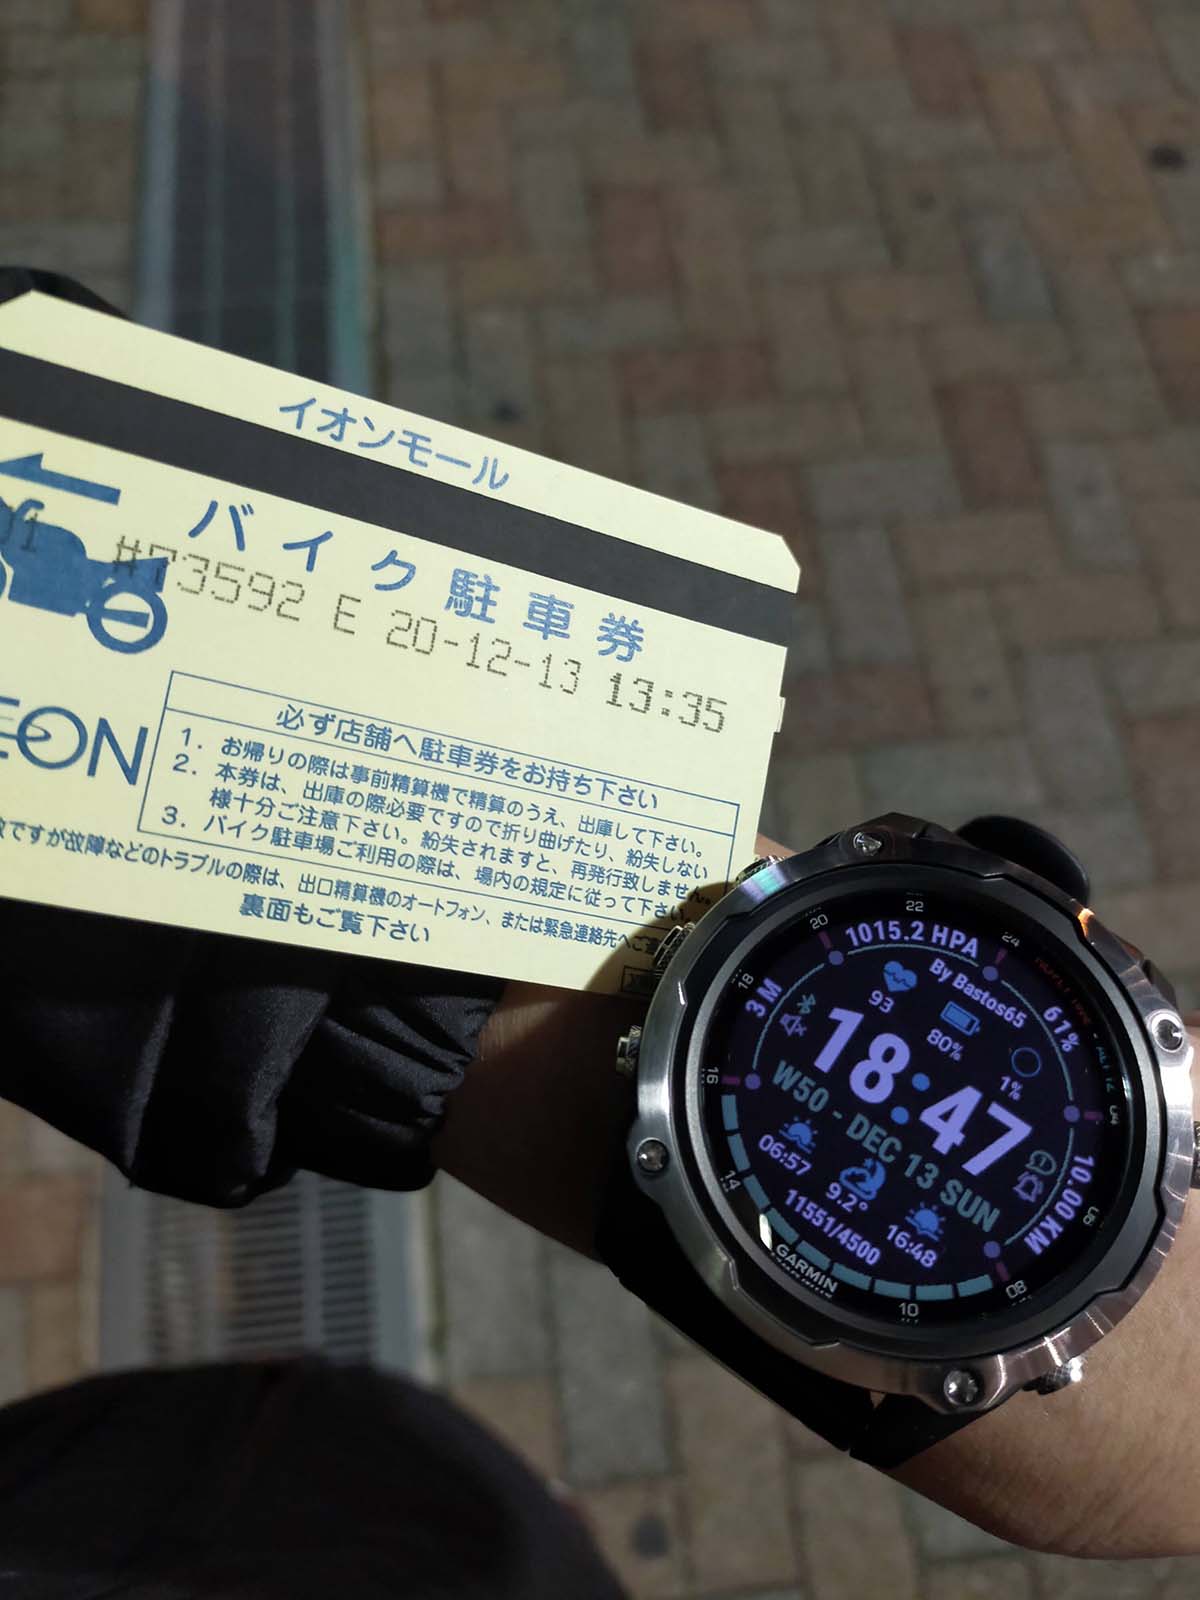 イオンモール
バイク駐車券
01 #73592 E 20-12-13 13:35
EON
必ず店舗へ駐車券をお持ち下さい
1. お帰りの際は事前精算機で精算のうえ、出庫して下さい。
2. 本券は、出庫の際必要ですので折り曲げたり、紛失しない
様十分ご注意下さい。紛失されますと、再発行致しません。
3. バイク駐車場ご利用の際は、場内の規定に従って下さい。
ですが故障などのトラブルの際は、出口精算機のオートフォン、または緊急連絡先へご
裏面もご覧下さい
22
20
24
18
1015.2 HPA
By Bastos65
3 M
61%
93
80%
1%
18:47
16
04
W50 - DEC 13 SUN
06:57
9.2°
16:48
10.00 KM
14
11551/4500
06
GARMIN
08
10